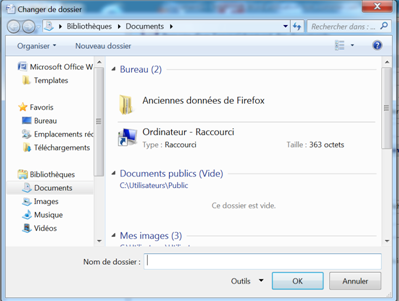 Changer de dossier
Bibliothèques Documents
Rechercher dans : ...
Organiser Nouveau dossier
Microsoft Office W
Templates
Favoris
Bureau
Emplacements réc
Téléchargements
Bibliothèques
Documents
Images
Musique
Vidéos
Bureau (2)
Anciennes données de Firefox
Ordinateur - Raccourci
Type : Raccourci Taille : 363 octets
Documents publics (Vide)
C:\Utilisateurs\Public
Ce dossier est vide.
Mes images (3)
Nom de dossier :
Outils OK Annuler